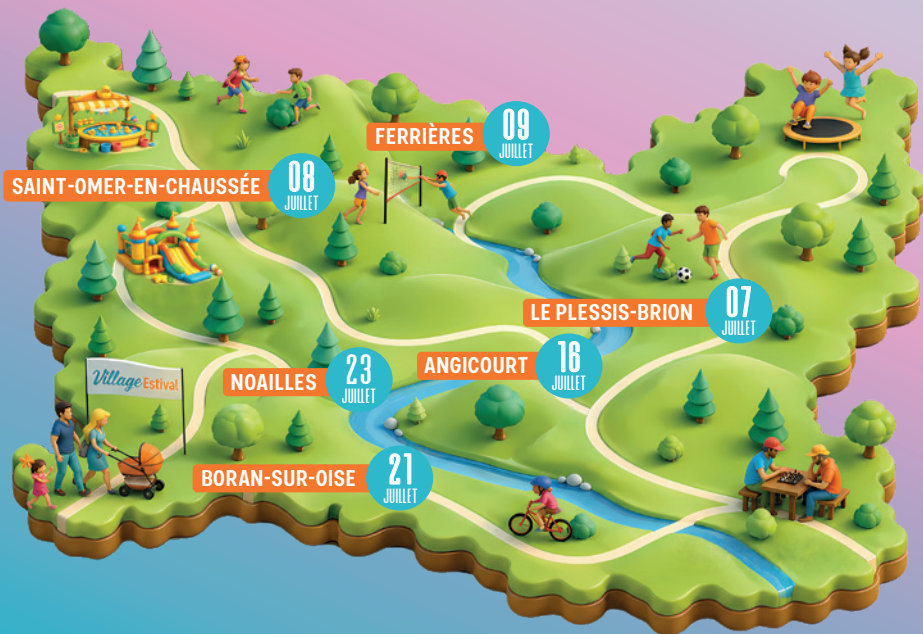 FERRIÈRES
09
JUILLET
SAINT-OMER-EN-CHAUSSÉE
08
JUILLET
LE PLESSIS-BRION
07
JUILLET
ANGICOURT
16
JUILLET
NOAILLES
23
JUILLET
Village Estival
BORAN-SUR-OISE
21
JUILLET